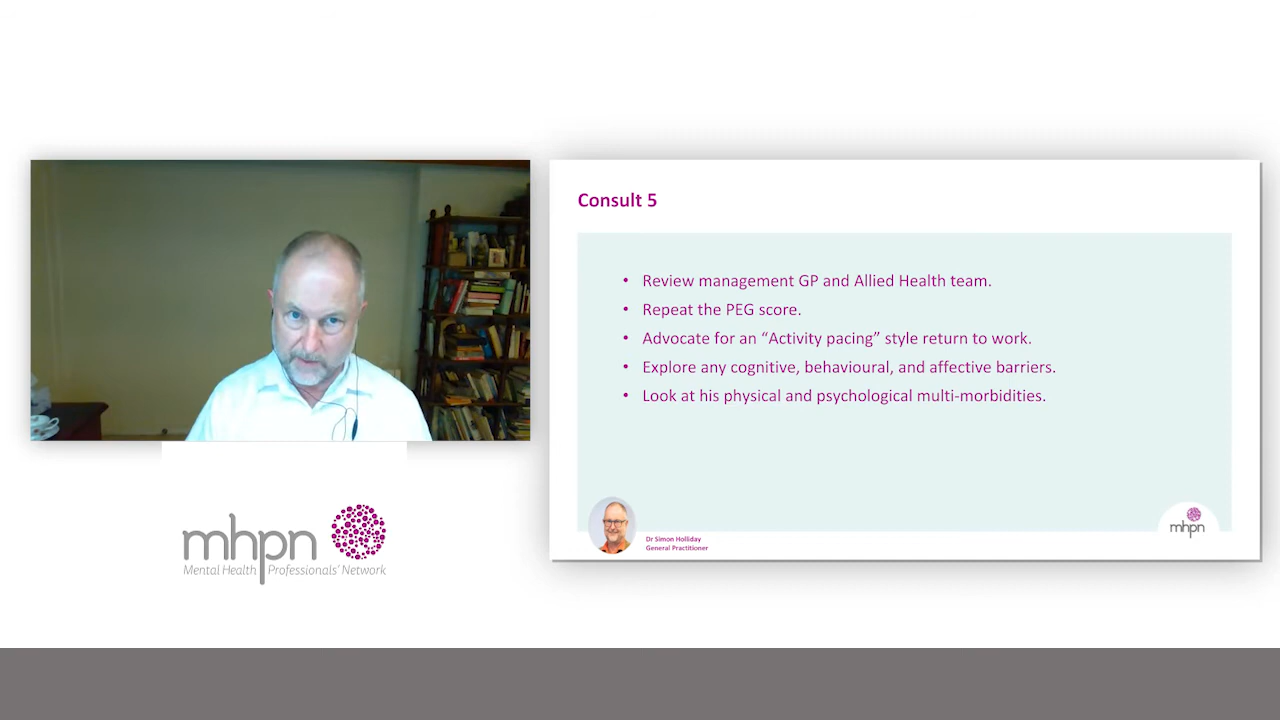 Consult 5
• Review management GP and Allied Health team.
• Repeat the PEG score.
• Advocate for an “Activity pacing” style return to work.
• Explore any cognitive, behavioural, and affective barriers.
• Look at his physical and psychological multi-morbidities.
Dr Simon Holliday
General Practitioner
mhpn
mhpn
Mental Health Professionals' Network